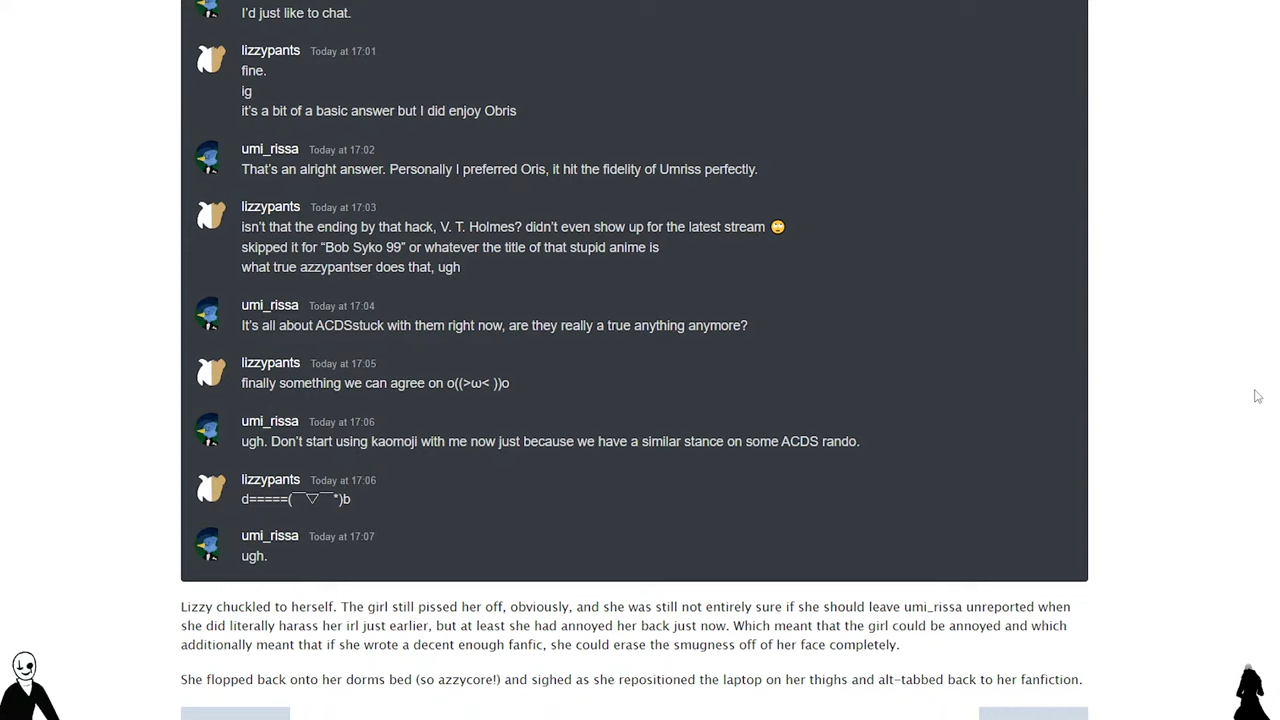 I'd just like to chat.
lizzypants Today at 17:01
fine.
ig
it's a bit of a basic answer but I did enjoy Obris
umi_rissa Today at 17:02
That's an alright answer. Personally I preferred Oris, it hit the fidelity of Umriss perfectly.
lizzypants Today at 17:03
isn't that the ending by that hack, V. T. Holmes? didn't even show up for the latest stream 🙄
skipped it for “Bob Syko 99” or whatever the title of that stupid anime is
what true azzypantser does that, ugh
umi_rissa Today at 17:04
It's all about ACDSstuck with them right now, are they really a true anything anymore?
lizzypants Today at 17:05
finally something we can agree on o((>ω< ))o
umi_rissa Today at 17:06
ugh. Don't start using kaomoji with me now just because we have a similar stance on some ACDS rando.
lizzypants Today at 17:06
d=====(￣▽￣*)b
umi_rissa Today at 17:07
ugh.
Lizzy chuckled to herself. The girl still pissed her off, obviously, and she was still not entirely sure if she should leave umi_rissa unreported when
she did literally harass her irl just earlier, but at least she had annoyed her back just now. Which meant that the girl could be annoyed and which
additionally meant that if she wrote a decent enough fanfic, she could erase the smugness off of her face completely.
She flopped back onto her dorms bed (so azzycore!) and sighed as she repositioned the laptop on her thighs and alt-tabbed back to her fanfiction.